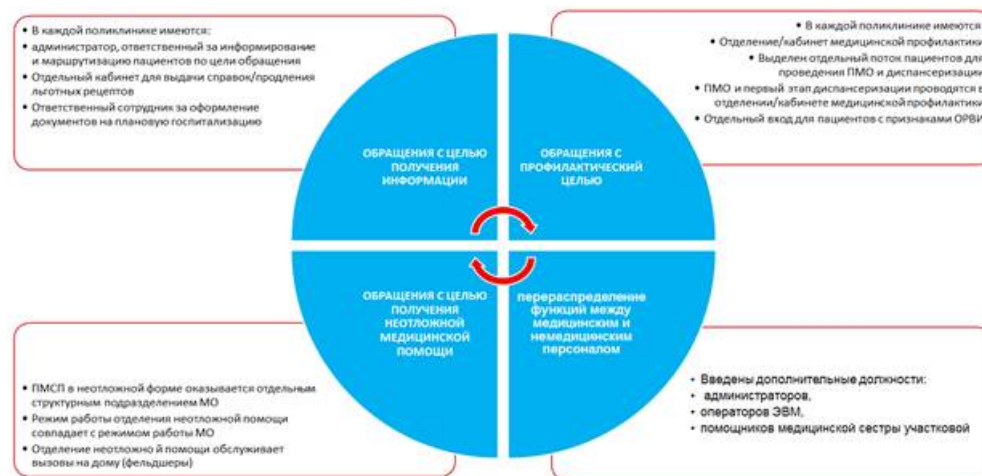 • В каждой поликлинике имеются:
• администратор, ответственный за информирование
и маршрутизацию пациентов по цели обращения
• Отдельный кабинет для выдачи справок/продления
льготных рецептов
• Ответственный сотрудник за оформление
документов на плановую госпитализацию
• В каждой поликлинике имеются
• Отделение/кабинет медицинской профилактики
• Выделен отдельный поток пациентов для
проведения ПМО и диспансеризации
• ПМО и первый этап диспансеризации проводятся в
отделении/кабинете медицинской профилактики
• Отдельный вход для пациентов с признаками ОРВИ
ОБРАЩЕНИЯ С ЦЕЛЬЮ
ПОЛУЧЕНИЯ
ИНФОРМАЦИИ
ОБРАЩЕНИЯ С
ПРОФИЛАКТИЧЕСКИЙ
ЦЕЛЬЮ
ОБРАЩЕНИЯ С ЦЕЛЬЮ
ПОЛУЧЕНИЯ
НЕОТЛОЖНОЙ
МЕДИЦИНСКОЙ
ПОМОЩИ
перераспределение
функций между
медицинским и
немедицинским
персоналом
• ПМСП в неотложной форме оказывается отдельным
структурным подразделением МО
• Режим работы отделения неотложной помощи
совпадает с режимом работы МО
• Отделение неотложно й помощи обслуживает
вызовы на дому (фельдшеры)
• Введены дополнительные должности:
• администраторов,
• операторов ЭВМ,
• помощников медицинской сестры участковой